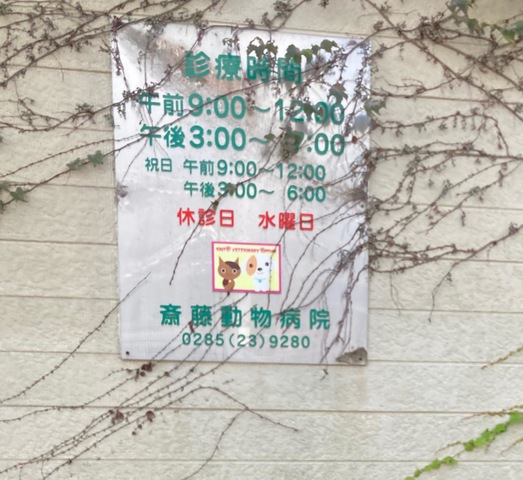 診療時間
午前9:00～12:00
午後3:00～7:00
祝日 午前9:00～12:00
午後3:00～ 6:00
休診日 水曜日
SAITO VETERINARY
斎藤動物病院
0285(23)9280